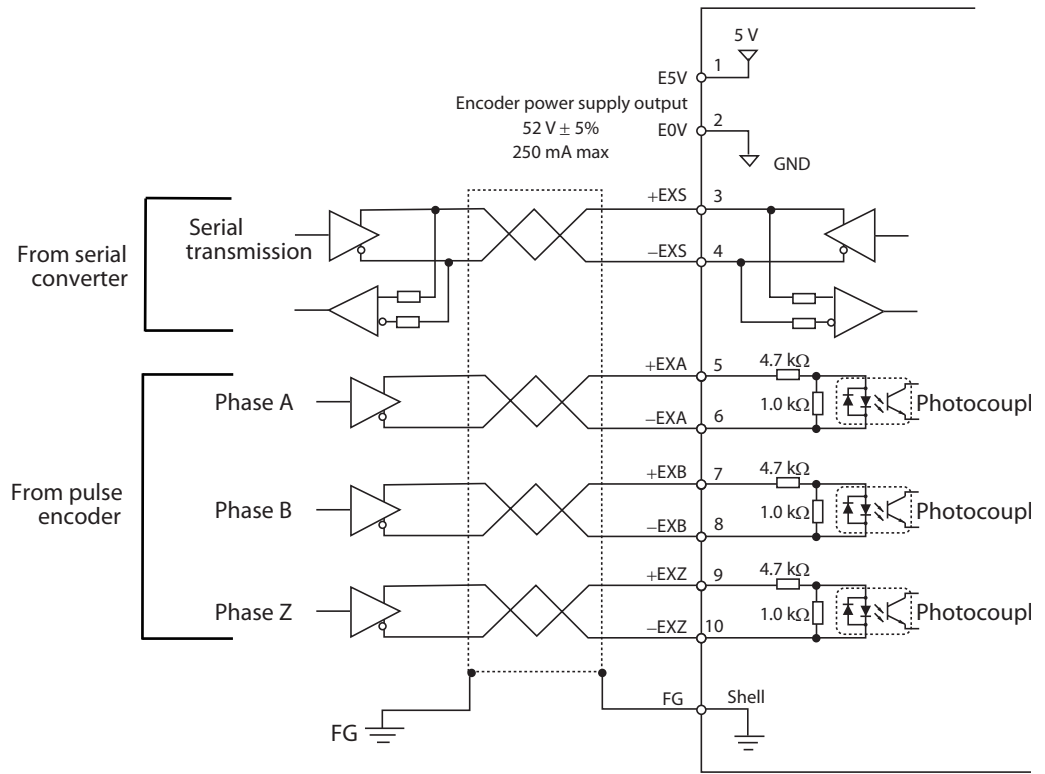 5 V
E5V
1
Encoder power supply output
52 V ± 5%
250 mA max
E0V
2
GND
+EXS
3
Serial
transmission
From serial
converter
−EXS
4
+EXA
5
4.7 kΩ
Phase A
1.0 kΩ
Photocoupl
−EXA
6
From pulse
encoder
+EXB
7
4.7 kΩ
Phase B
1.0 kΩ
Photocoupl
−EXB
8
+EXZ
9
4.7 kΩ
Phase Z
1.0 kΩ
Photocoupl
−EXZ
10
FG
Shell
FG